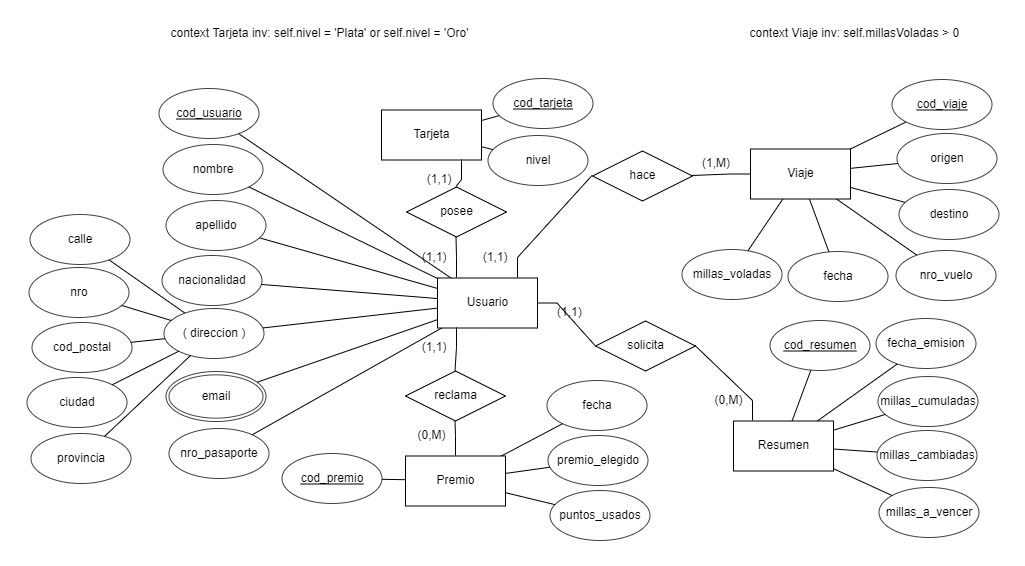 context Tarjeta inv: self.nivel = 'Plata' or self.nivel = 'Oro'
context Viaje inv: self.millasVoladas > 0
cod_usuario
nombre
apellido
nacionalidad
( direccion )
email
nro_pasaporte
calle
nro
cod_postal
ciudad
provincia
Tarjeta
cod_tarjeta
nivel
(1,1)
posee
(1,1)
(1,1)
hace
(1,M)
Viaje
cod_viaje
origen
destino
nro_vuelo
fecha
millas_voladas
Usuario
(1,1)
solicita
(0,M)
Resumen
cod_resumen
fecha_emision
millas_cumuladas
millas_cambiadas
millas_a_vencer
(1,1)
reclama
(0,M)
Premio
cod_premio
fecha
premio_elegido
puntos_usados